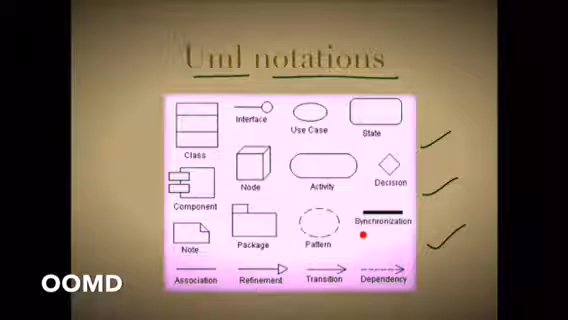 Uml notations
Interface
Use Case
State
Class
Node
Activity
Decision
Component
Synchronization
Note...
Package
Pattern
Association
Refinement
Transition
Dependency
OOMD